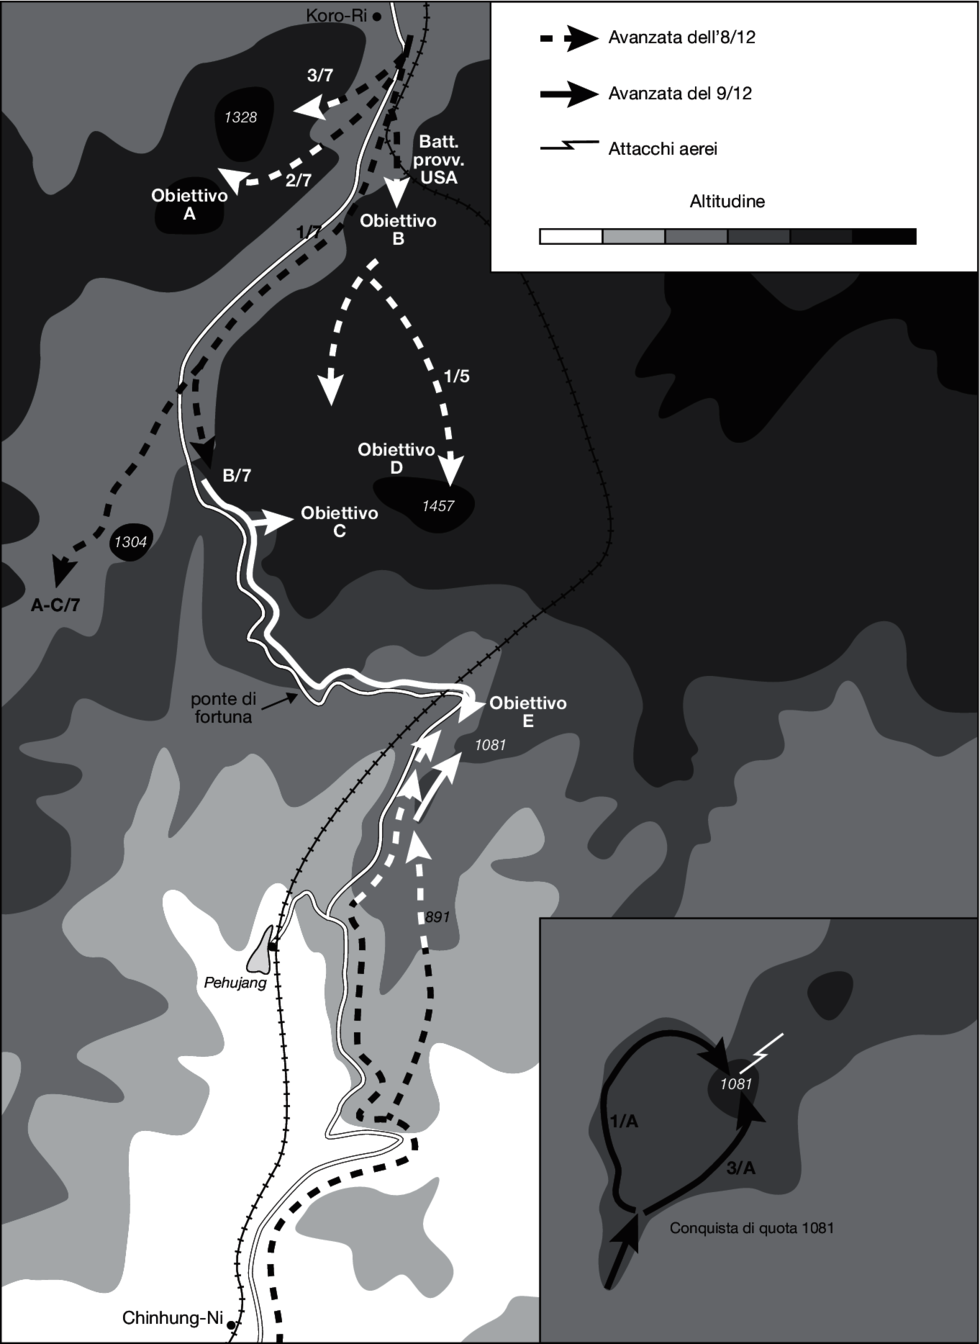 Koro-Ri
Avanzata dell'8/12
Avanzata del 9/12
Attacchi aerei
Altitudine
3/7
1328
Batt.
provv.
USA
2/7
Obiettivo
A
Obiettivo
B
1/7
1/5
Obiettivo
D
B/7
1457
Obiettivo
C
1304
A-C/7
ponte di
fortuna
Obiettivo
E
1081
891
Pehujang
1081
1/A
3/A
Conquista di quota 1081
Chinhung-Ni